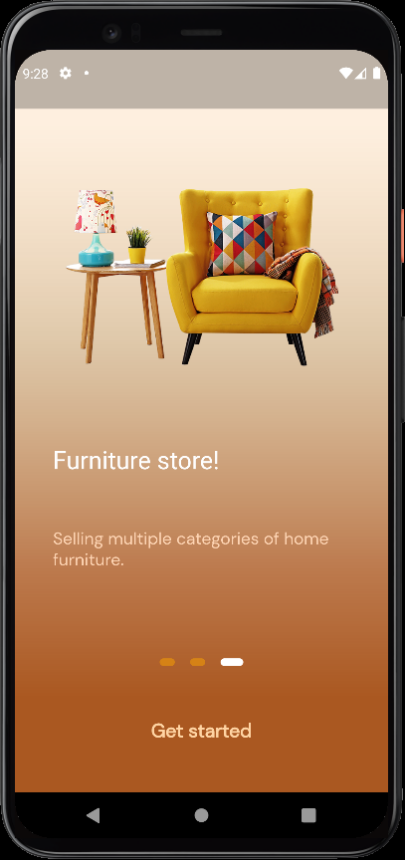 9:28
Furniture store!
Selling multiple categories of home
furniture.
Get started